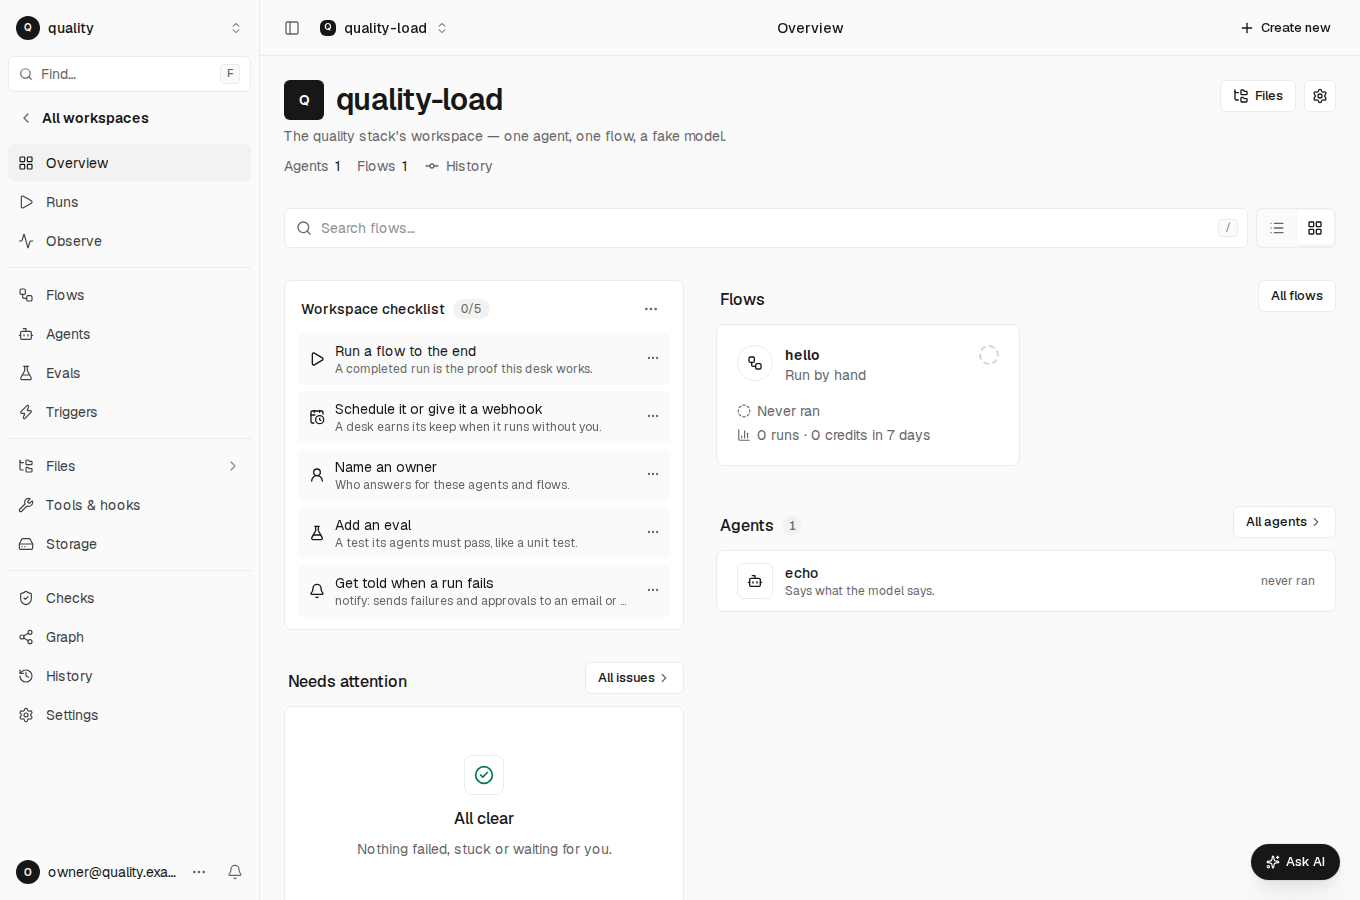 Q quality
Find... F
All workspaces
Overview
Runs
Observe
Flows
Agents
Evals
Triggers
Files
Tools & hooks
Storage
Checks
Graph
History
Settings
O owner@quality.exa...
Q quality-load
Overview
Create new
Q quality-load
Files
The quality stack's workspace — one agent, one flow, a fake model.
Agents 1 Flows 1 History
Search flows... /
Workspace checklist 0/5
Run a flow to the end
A completed run is the proof this desk works.
Schedule it or give it a webhook
A desk earns its keep when it runs without you.
Name an owner
Who answers for these agents and flows.
Add an eval
A test its agents must pass, like a unit test.
Get told when a run fails
notify: sends failures and approvals to an email or ...
Needs attention
All issues
All clear
Nothing failed, stuck or waiting for you.
Flows
All flows
hello
Run by hand
Never ran
0 runs · 0 credits in 7 days
Agents 1
All agents
echo
Says what the model says.
never ran
Ask AI